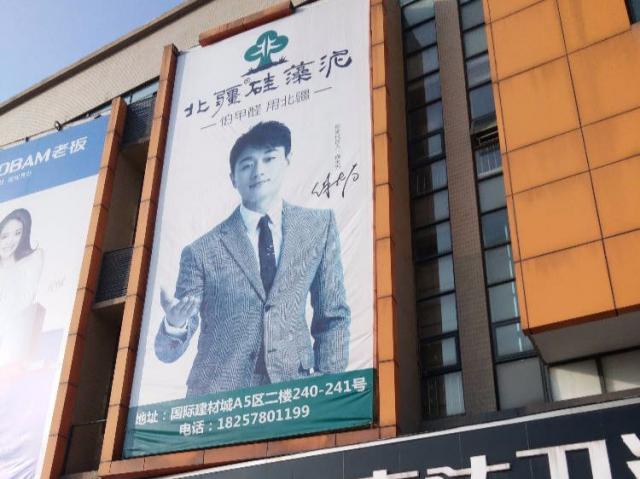 北疆硅藻泥
怕甲醛 用北疆
地址：国际建材城A5区二楼240-241号
电话：18257801199
OBAM老板